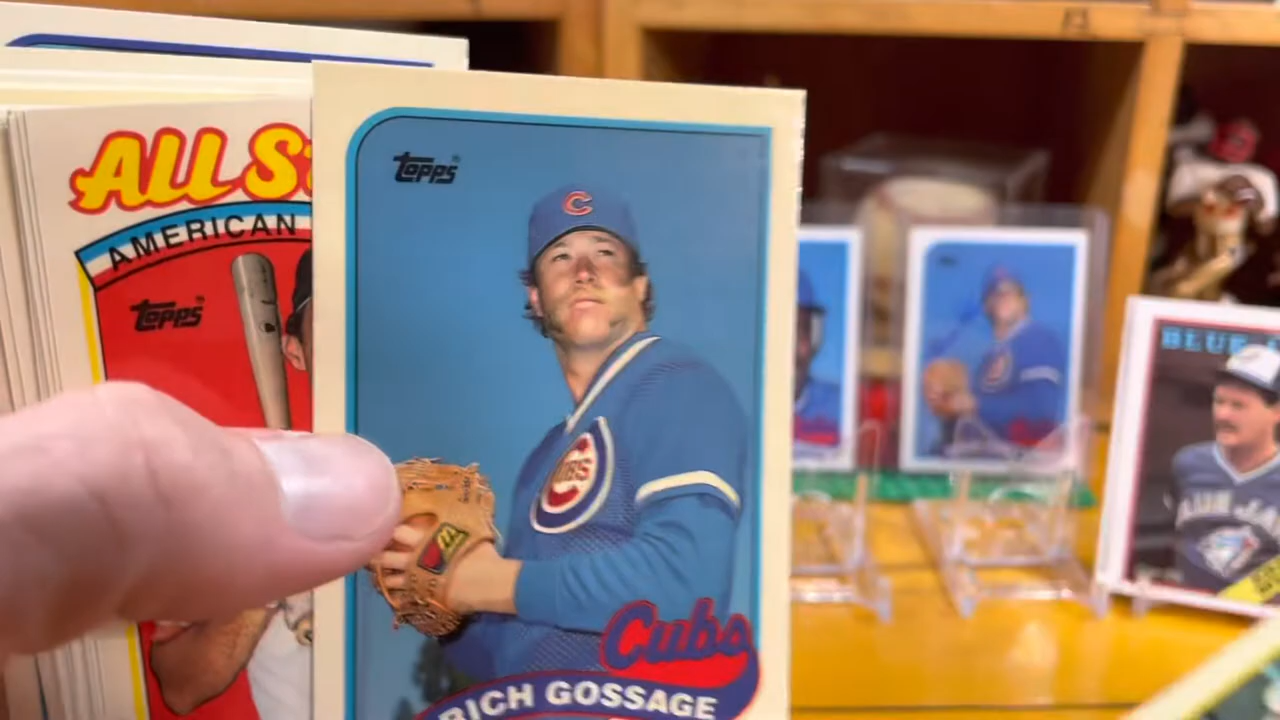 ALL S
AMERICAN
topps
topps
C
CUBS
Cubs
RICH GOSSAGE
BLUE